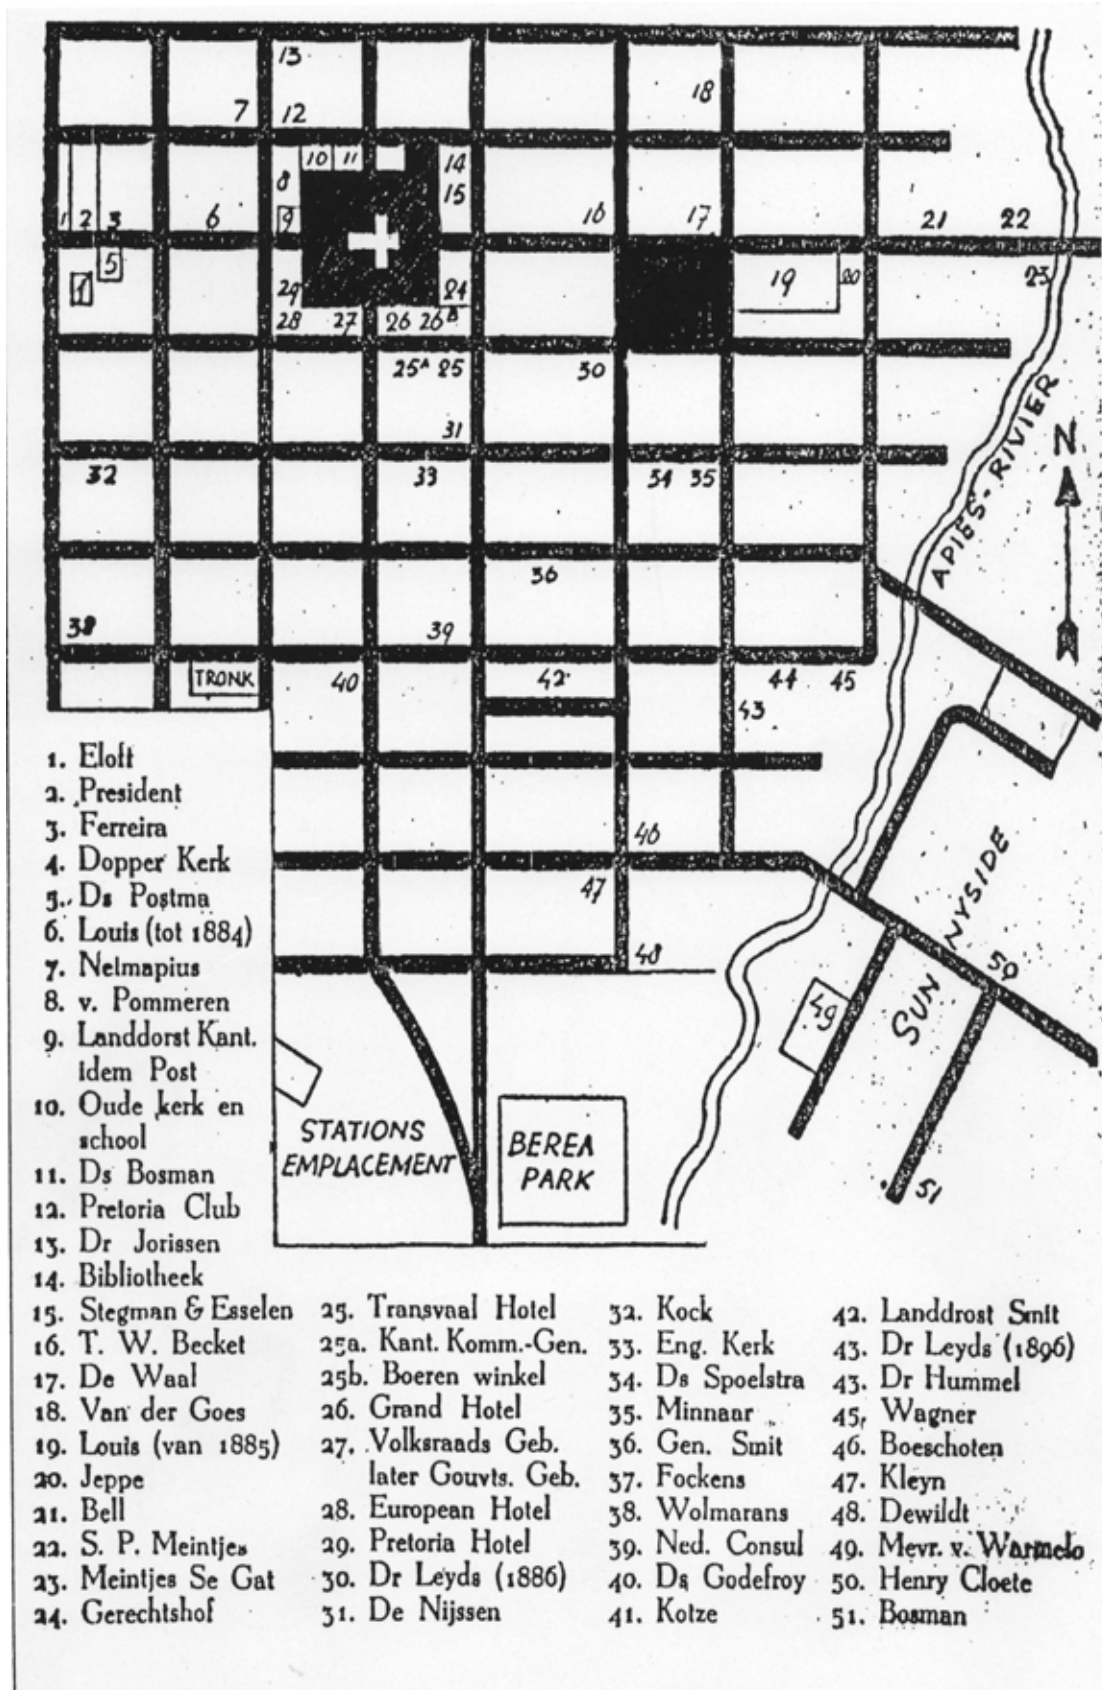 13
18
7 12
10 11 14
8 15
1 2 3 6 9 16 17 21 22
5 19 20 23
29 24
28 27 26 26B
25A 25 30
31
32 33 34 35
36
38 39
TRONK 40 42 44 45
43
46
47
48
49
50
51
N
APIES-RIVIER
SUN NYSIDE
STATIONS
EMPLACEMENT
BEREA
PARK
1. Eloff
2. President
3. Ferreira
4. Dopper Kerk
5. Ds Postma
6. Louis (tot 1884)
7. Nelmapius
8. v. Pommeren
9. Landdorst Kant.
idem Post
10. Oude kerk en
school
11. Ds Bosman
12. Pretoria Club
13. Dr Jorissen
14. Bibliotheek
15. Stegman & Esselen
16. T. W. Becket
17. De Waal
18. Van der Goes
19. Louis (van 1885)
20. Jeppe
21. Bell
22. S. P. Meintjes
23. Meintjes Se Gat
24. Gerechtshof
25. Transvaal Hotel
25a. Kant. Komm.-Gen.
25b. Boeren winkel
26. Grand Hotel
27. Volksraads Geb.
later Gouvts. Geb.
28. European Hotel
29. Pretoria Hotel
30. Dr Leyds (1886)
31. De Nijssen
32. Kock
33. Eng. Kerk
34. Ds Spoelstra
35. Minnaar
36. Gen. Smit
37. Fockens
38. Wolmarans
39. Ned. Consul
40. Ds Godefroy
41. Kotze
42. Landdrost Smit
43. Dr Leyds (1896)
43. Dr Hummel
45. Wagner
46. Boeschoten
47. Kleyn
48. Dewildt
49. Mevr. v. Warmelo
50. Henry Cloete
51. Bosman